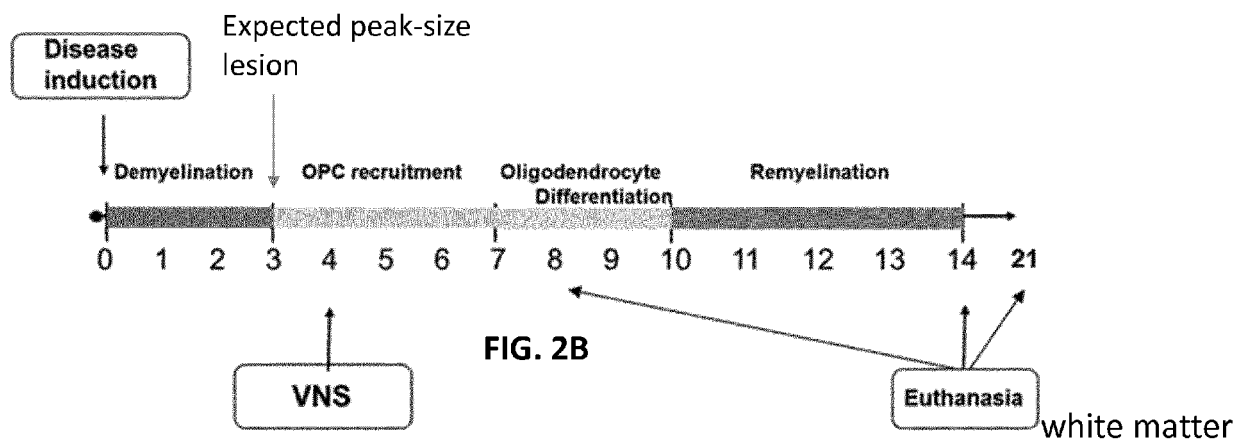 Expected peak-size
lesion
Disease
induction
Demyelination OPC recruitment Oligodendrocyte Remyelination
Differentiation
0 1 2 3 4 5 6 7 8 9 10 11 12 13 14 21
FIG. 2B
VNS
Euthanasia
white matter